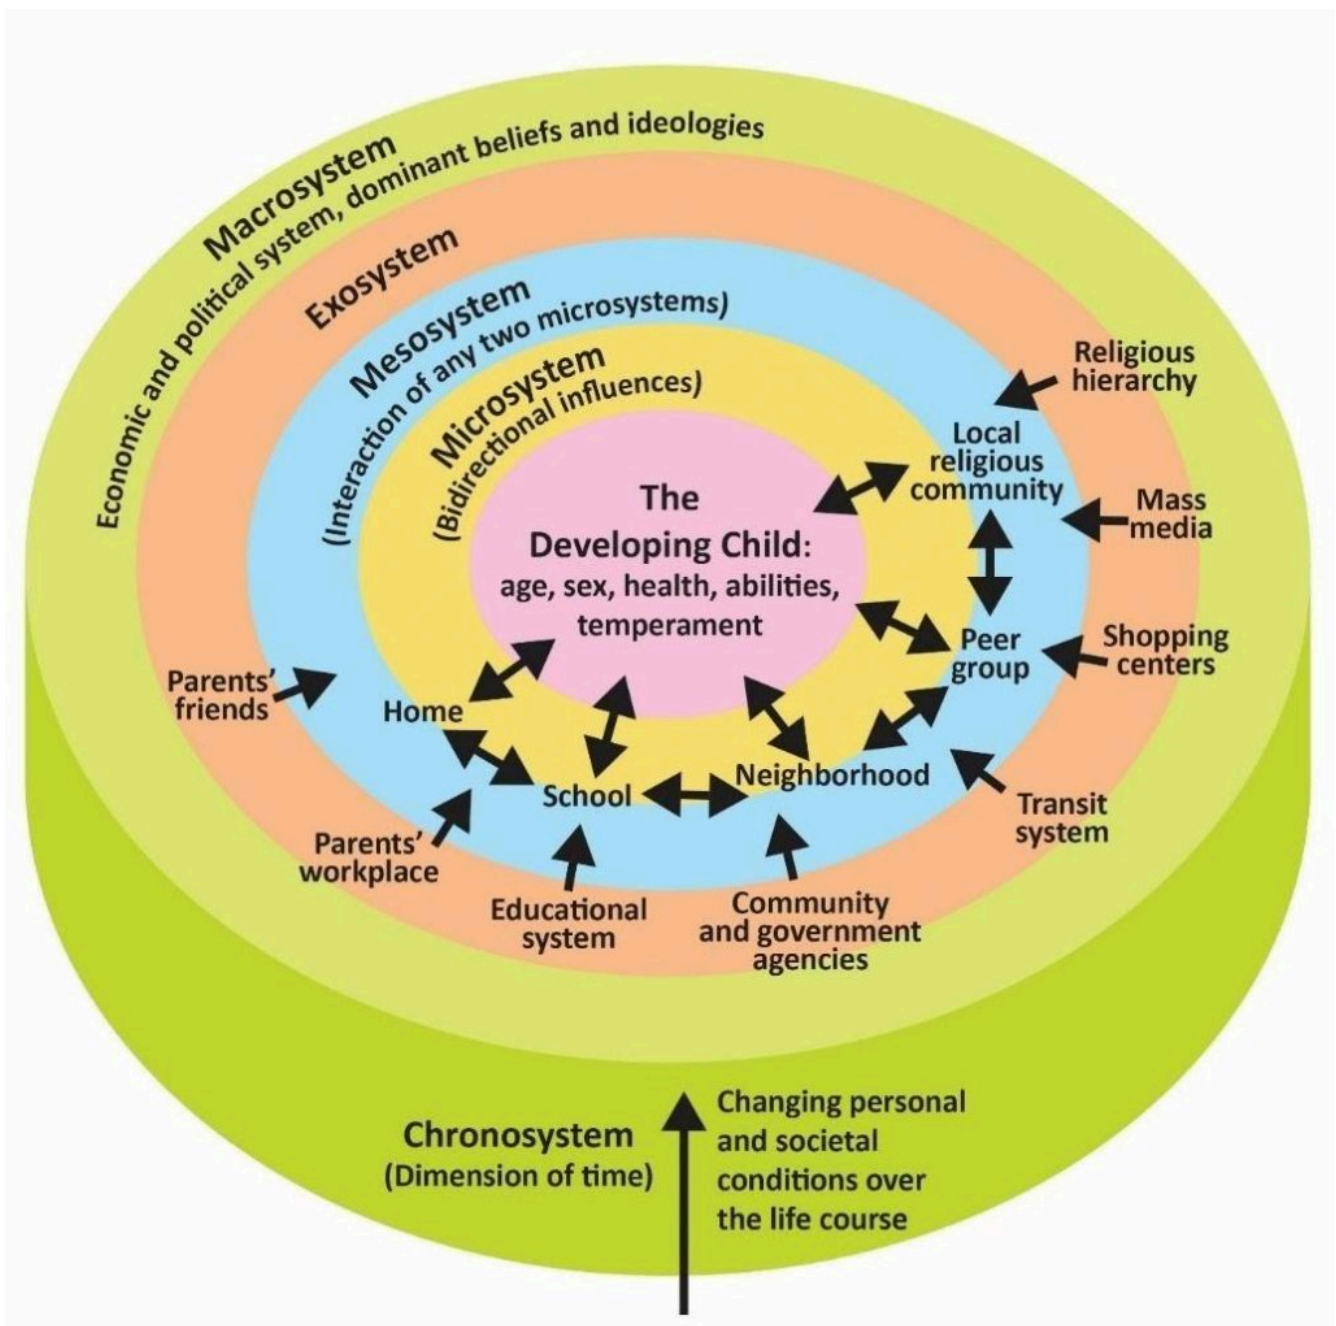 Macrosystem
Economic and political system, dominant beliefs and ideologies
Exosystem
Mesosystem
(Interaction of any two microsystems)
Microsystem
(Bidirectional influences)
The
Developing Child:
age, sex, health, abilities,
temperament
Religious
hierarchy
Local
religious
community
Mass
media
Peer
group
Shopping
centers
Parents'
friends
Home
School
Neighborhood
Transit
system
Parents'
workplace
Educational
system
Community
and government
agencies
Chronosystem
(Dimension of time)
Changing personal
and societal
conditions over
the life course